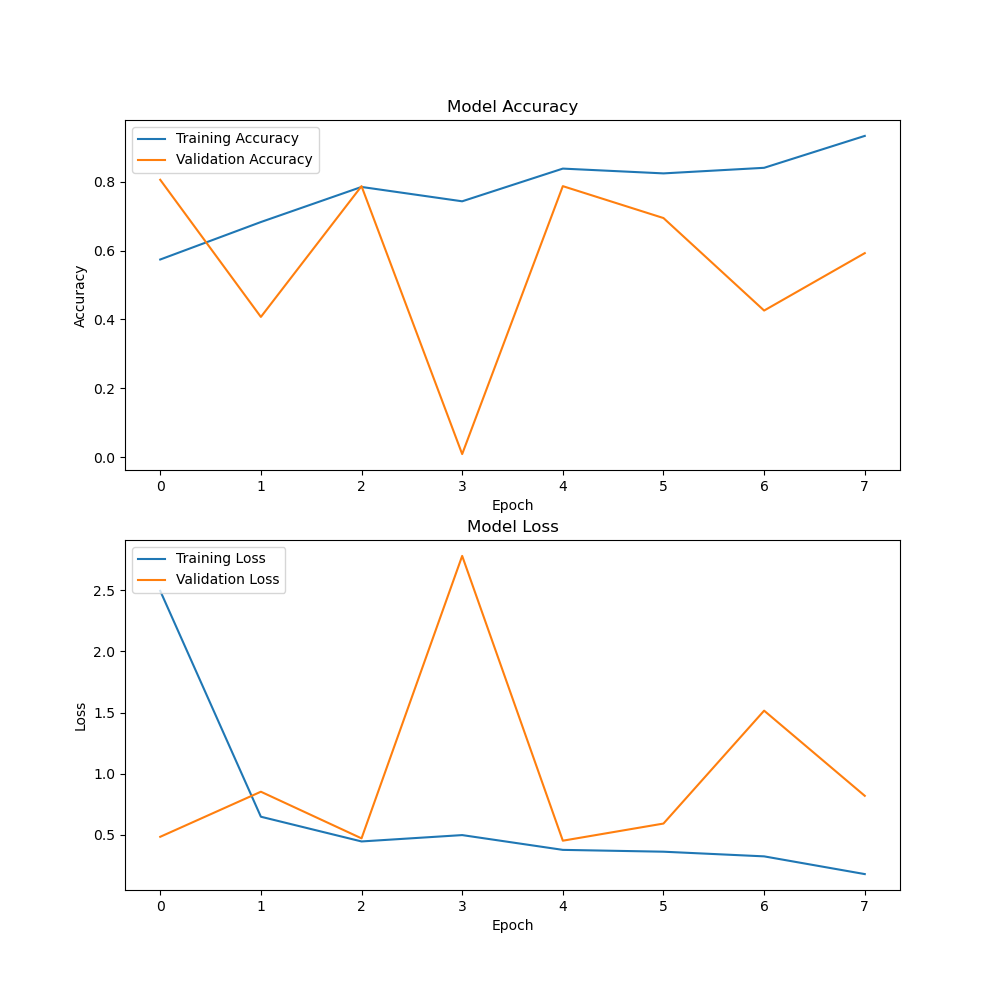 Model Accuracy
Training Accuracy
Validation Accuracy
Accuracy
0.8
0.6
0.4
0.2
0.0
0 1 2 3 4 5 6 7
Epoch
Model Loss
Training Loss
Validation Loss
Loss
2.5
2.0
1.5
1.0
0.5
0 1 2 3 4 5 6 7
Epoch